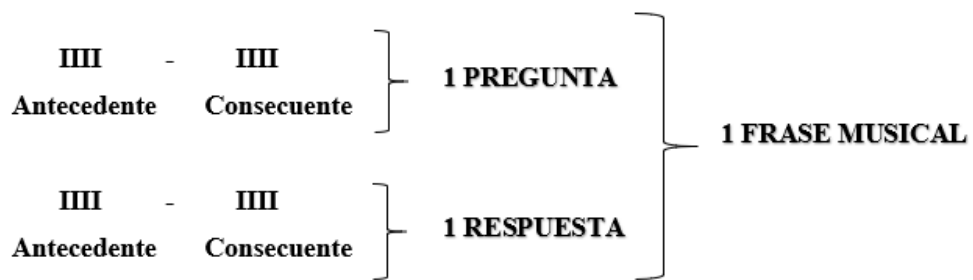 IIII - IIII
Antecedente Consecuente
1 PREGUNTA
IIII - IIII
Antecedente Consecuente
1 RESPUESTA
1 FRASE MUSICAL